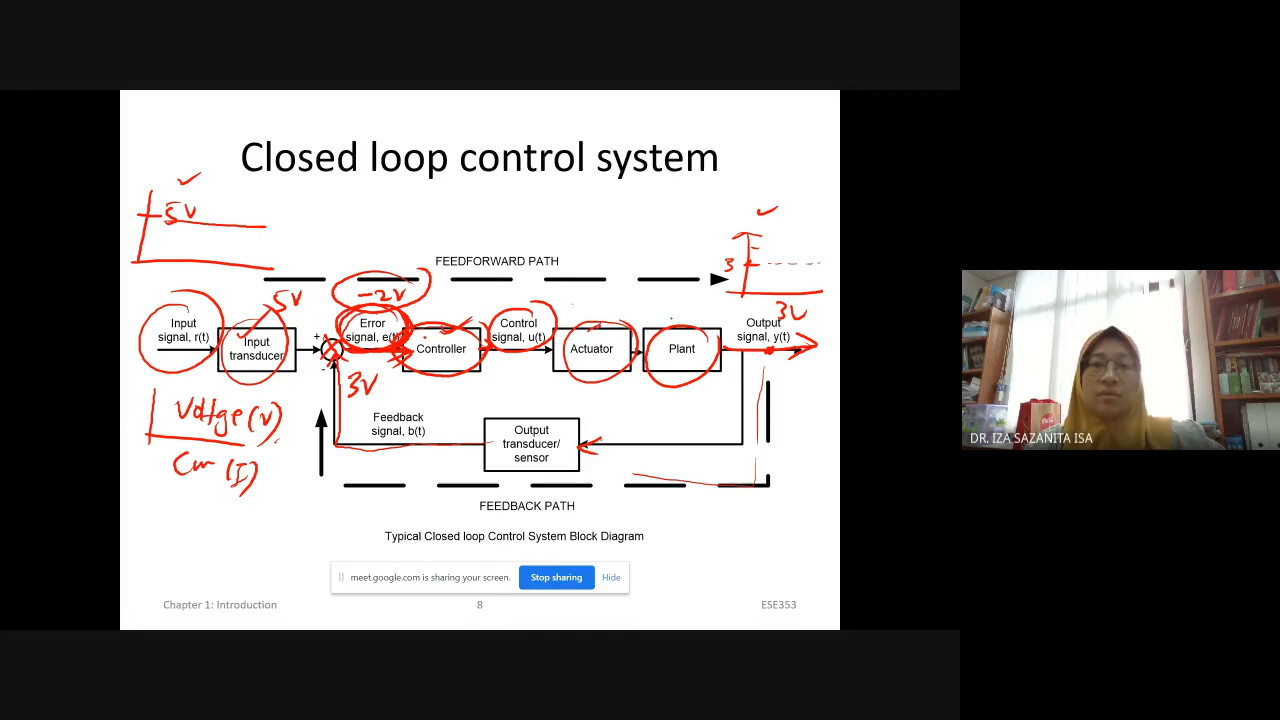 Closed loop control system
5V
FEEDFORWARD PATH
3
-2V
5V
3V
Input
signal, r(t)
Input
transducer
+
Error
signal, e(t)
Controller
Control
signal, u(t)
Actuator
Plant
Output
signal, y(t)
-
3V
Voltge (V)
(I)
Feedback
signal, b(t)
Output
transducer/
sensor
FEEDBACK PATH
Typical Closed loop Control System Block Diagram
meet.google.com is sharing your screen.
Stop sharing
Hide
Chapter 1: Introduction
8
ESE353
DR. IZA SAZANITA ISA